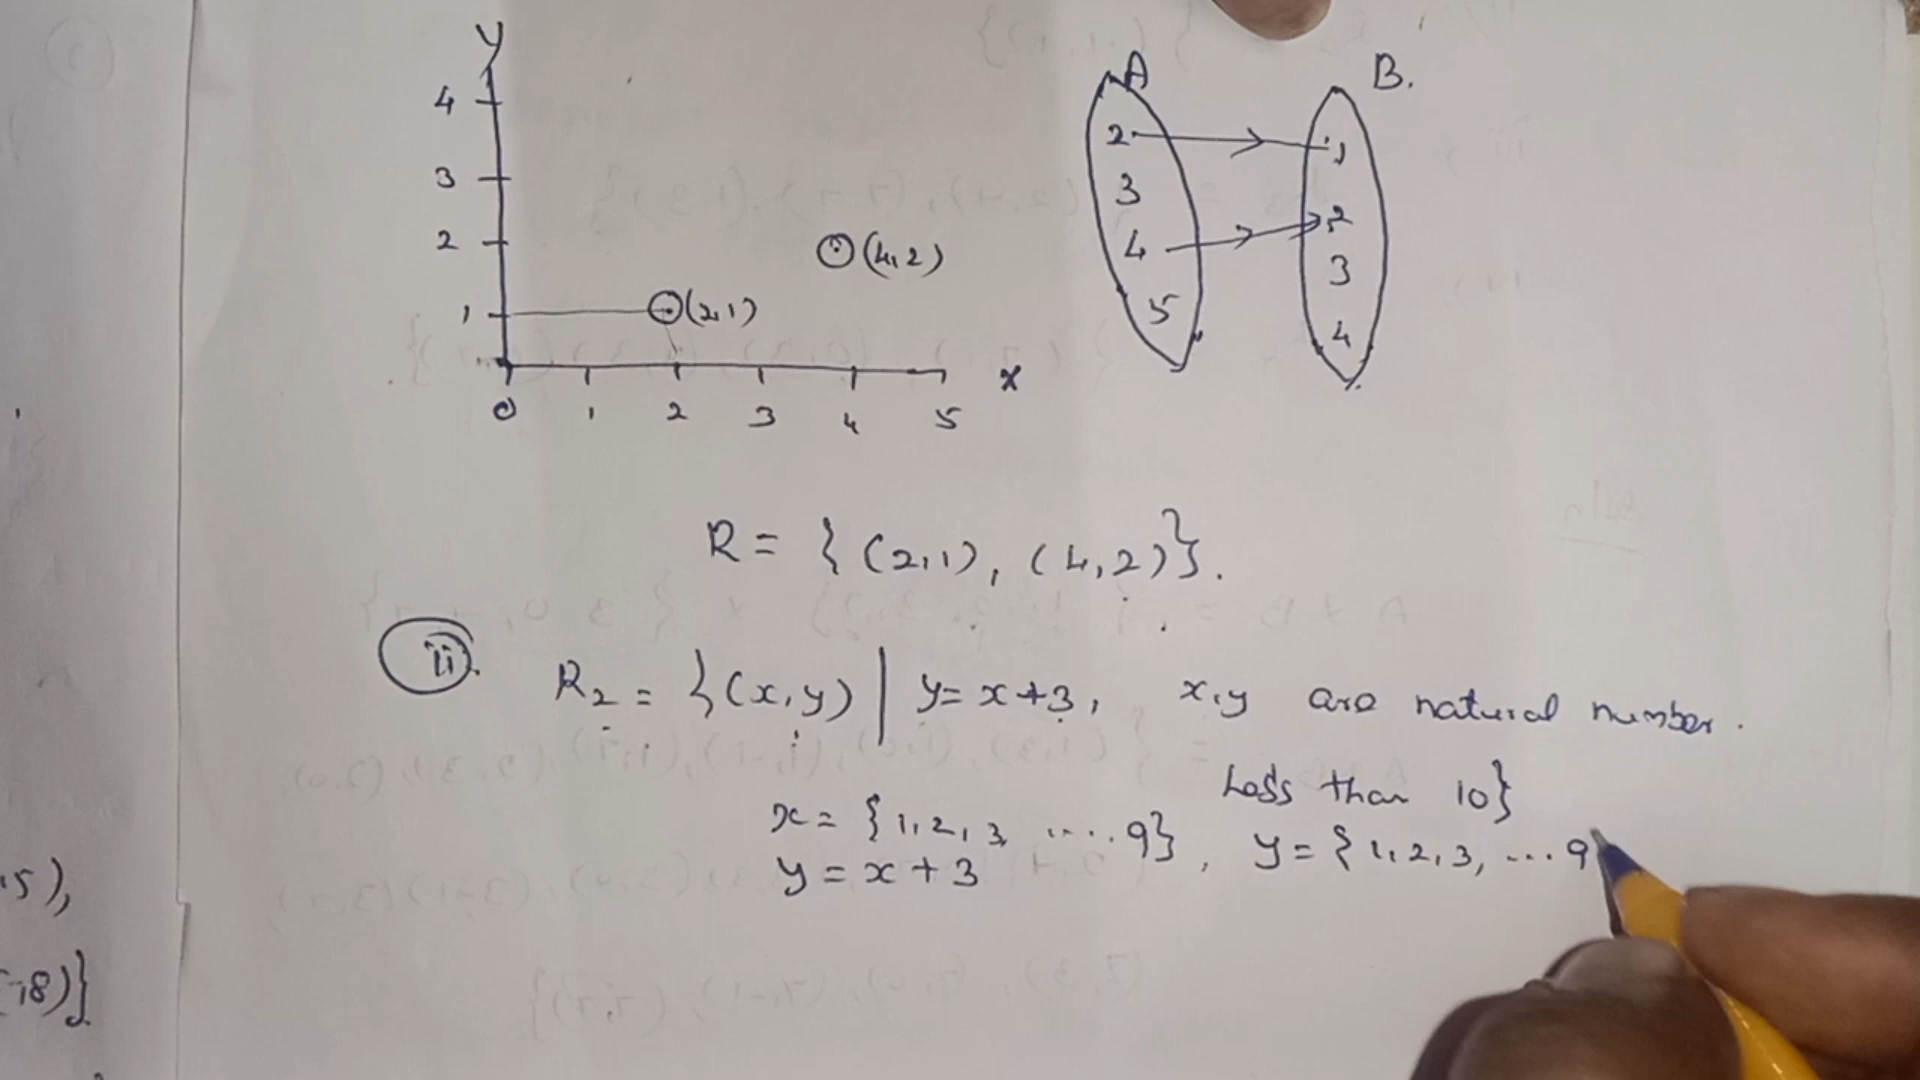 y
4
3
2
1
0 1 2 3 4 5 x
(4,2)
(2,1)
A B.
2 1
3 2
4 3
5 4
R = { (2,1), (4,2)}.
ii). R₂ = {(x,y) | y = x+3, x,y are natural number.
Less than 10}
x = {1,2,3 ....9}, y = {1,2,3, ...9
y = x + 3
5),
,8)}